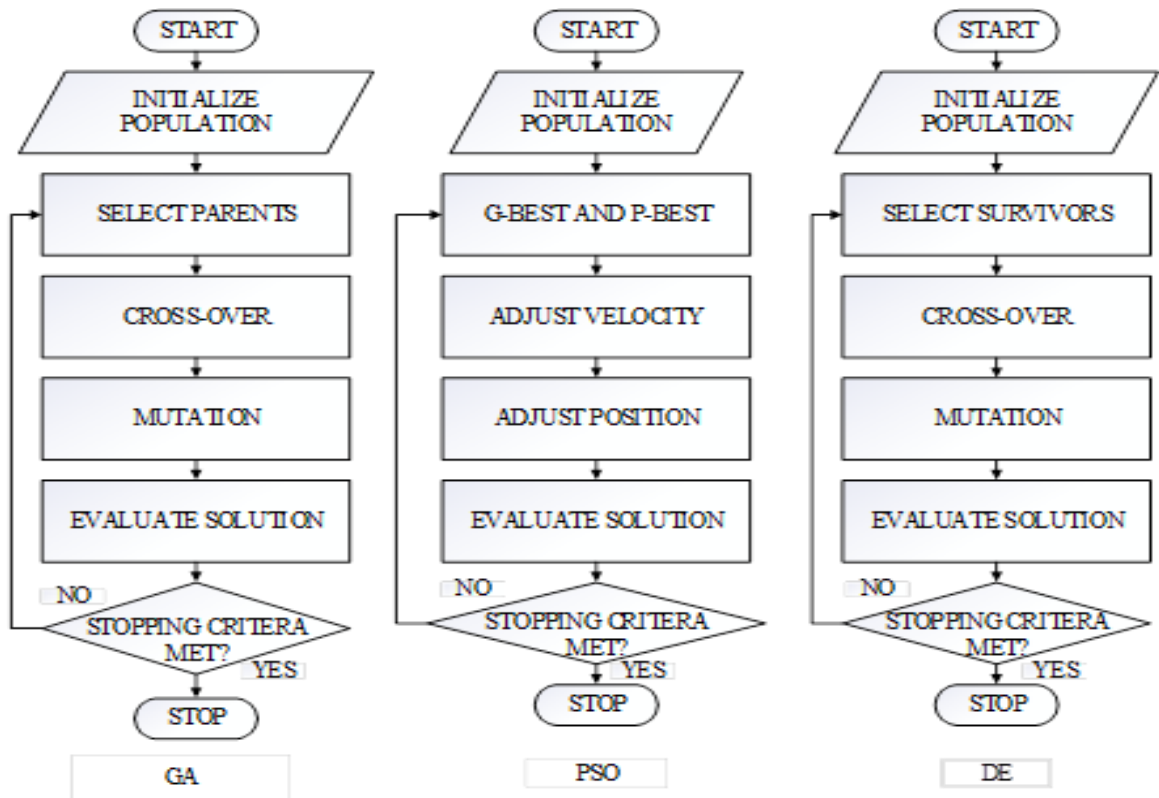 START
INITIALIZE
POPULATION
SELECT PARENTS
CROSS-OVER
MUTATION
EVALUATE SOLUTION
NO
STOPPING CRITERA
MET?
YES
STOP
GA
START
INITIALIZE
POPULATION
G-BEST AND P-BEST
ADJUST VELOCITY
ADJUST POSITION
EVALUATE SOLUTION
NO
STOPPING CRITERA
MET?
YES
STOP
PSO
START
INITIALIZE
POPULATION
SELECT SURVIVORS
CROSS-OVER
MUTATION
EVALUATE SOLUTION
NO
STOPPING CRITERA
MET?
YES
STOP
DE